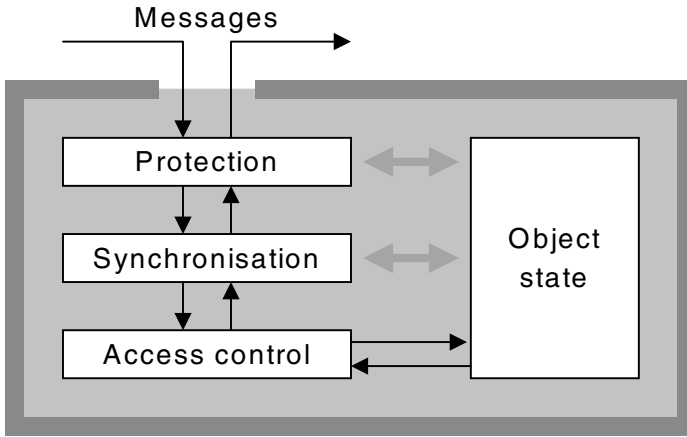 Messages
Protection
Synchronisation
Access control
Object
state